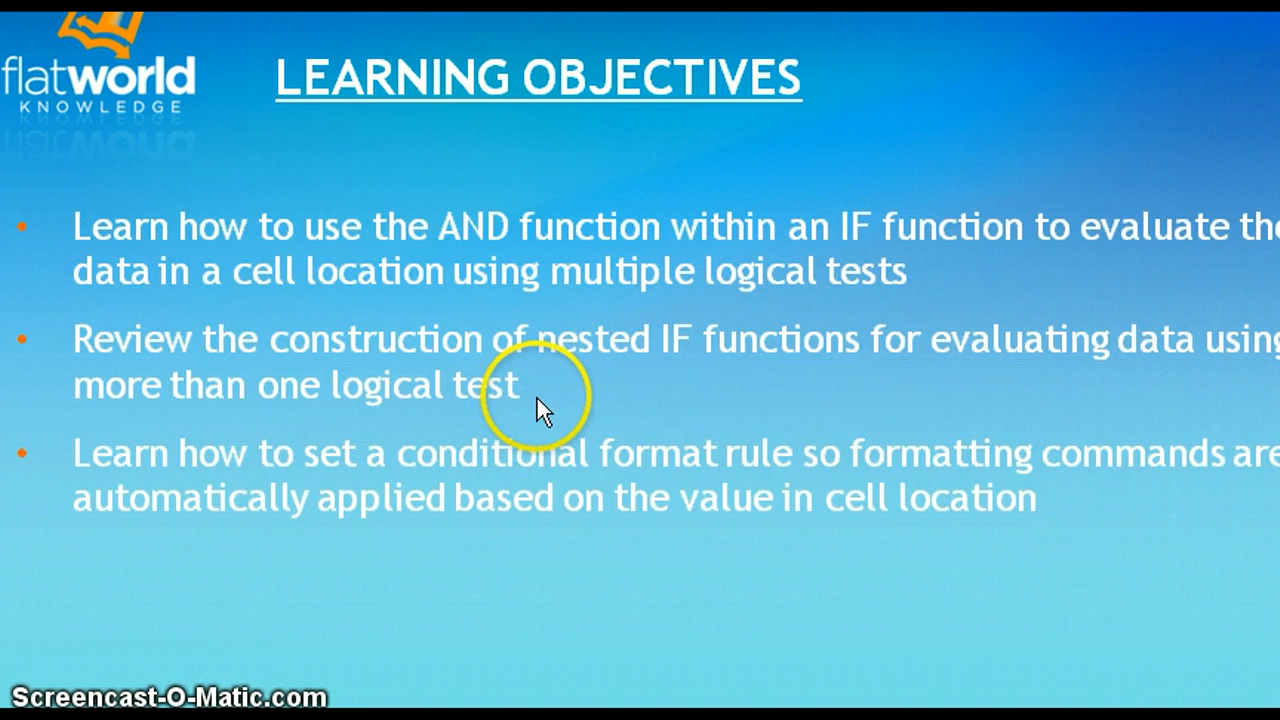 flatworld
KNOWLEDGE
LEARNING OBJECTIVES
Learn how to use the AND function within an IF function to evaluate the
data in a cell location using multiple logical tests
Review the construction of nested IF functions for evaluating data using
more than one logical test
Learn how to set a conditional format rule so formatting commands are
automatically applied based on the value in cell location
Screencast-O-Matic.com